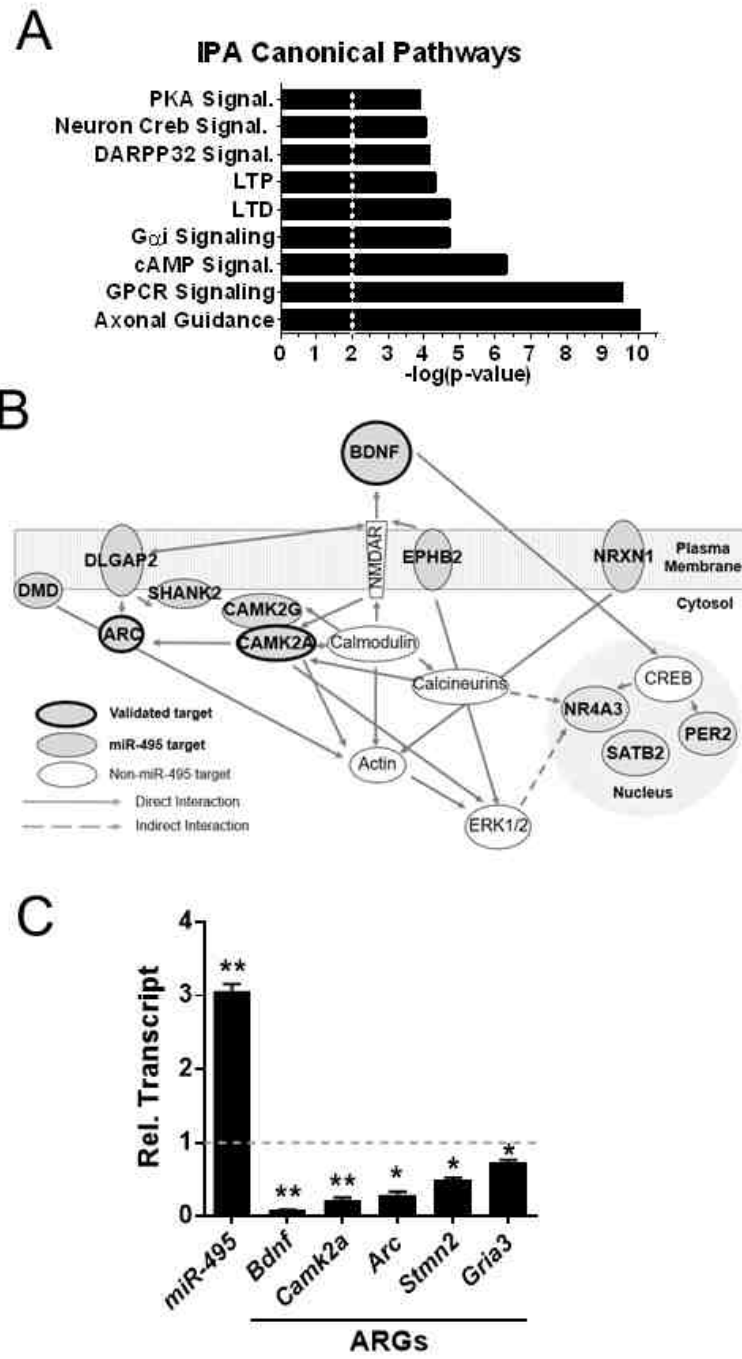 A
IPA Canonical Pathways
PKA Signal.
Neuron Creb Signal.
DARPP32 Signal.
LTP
LTD
Gαi Signaling
cAMP Signal.
GPCR Signaling
Axonal Guidance
0 1 2 3 4 5 6 7 8 9 10
-log(p-value)
B
BDNF
DLGAP2
NMDAR
EPHB2
NRXN1
Plasma
Membrane
DMD
SHANK2
Cytosol
CAMK2G
ARC
CAMK2A
Calmodulin
Calcineurins
CREB
NR4A3
PER2
SATB2
Nucleus
Actin
ERK1/2
Validated target
miR-495 target
Non-miR-495 target
Direct Interaction
Indirect Interaction
C
Rel. Transcript
4
3
2
1
0
**
**
**
*
*
*
miR-495
Bdnf
Camk2a
Arc
Stmn2
Gria3
ARGs